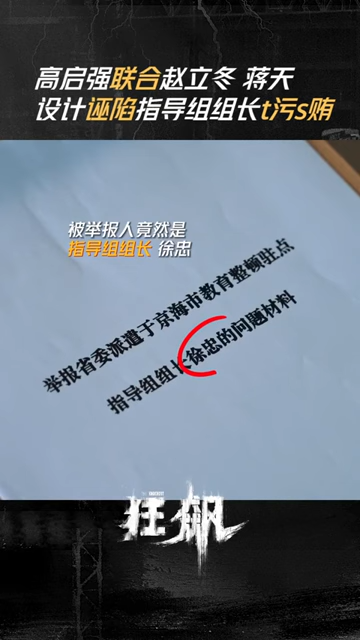 高启强联合赵立冬 蒋天
设计诬陷指导组组长t污s贿
被举报人竟然是
指导组组长 徐忠
举报省委派遣于京海市教育整顿驻点
指导组组长徐忠的问题材料
狂飙